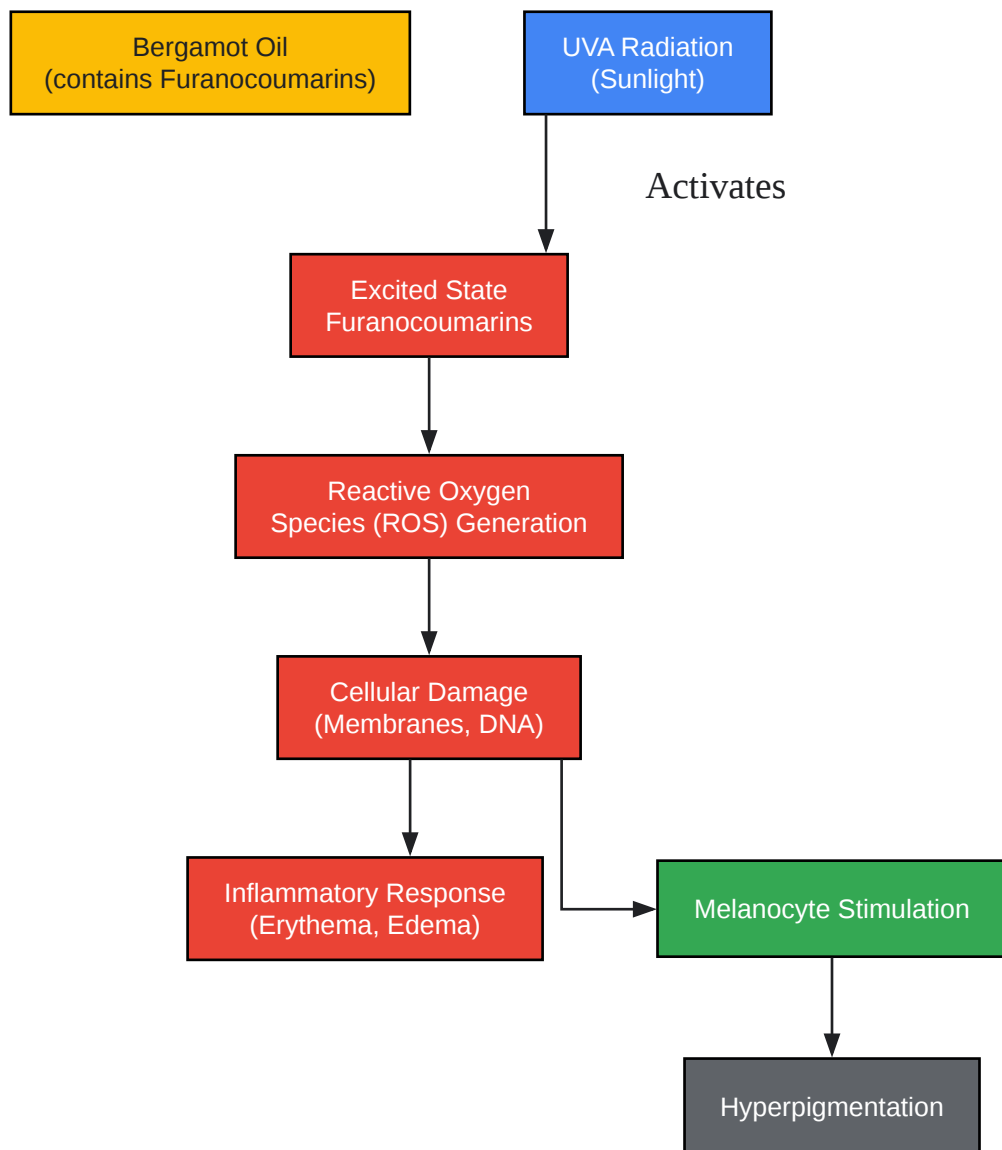 Bergamot Oil
(contains Furanocoumarins)
UVA Radiation
(Sunlight)
Activates
Excited State
Furanocoumarins
Reactive Oxygen
Species (ROS) Generation
Cellular Damage
(Membranes, DNA)
Inflammatory Response
(Erythema, Edema)
Melanocyte Stimulation
Hyperpigmentation